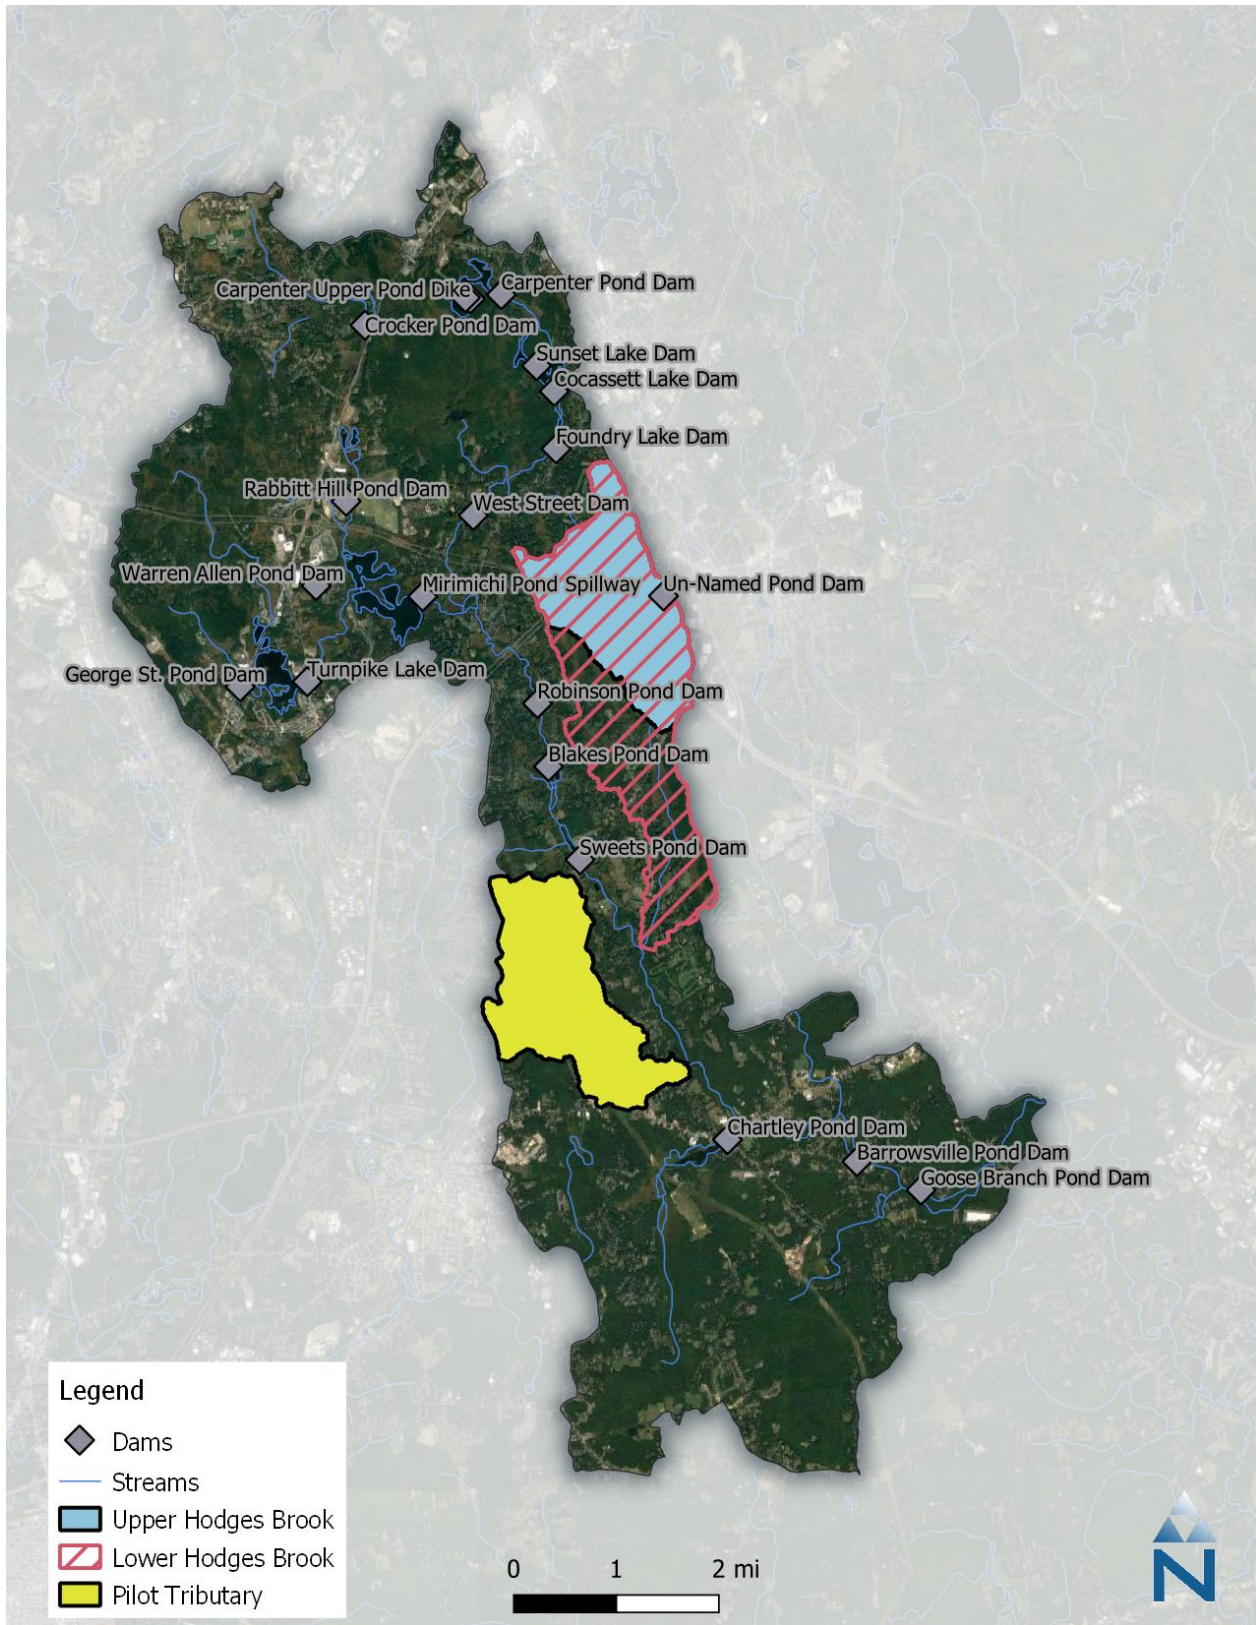 Carpenter Pond Dam
Carpenter Upper Pond Dike
Crocker Pond Dam
Sunset Lake Dam
Cocassett Lake Dam
Foundry Lake Dam
Rabbitt Hill Pond Dam
West Street Dam
Warren Allen Pond Dam
Mirimichi Pond Spillway
Un-Named Pond Dam
George St. Pond Dam
Turnpike Lake Dam
Robinson Pond Dam
Blakes Pond Dam
Sweets Pond Dam
Chartley Pond Dam
Barrowsville Pond Dam
Goose Branch Pond Dam
Legend
Dams
Streams
Upper Hodges Brook
Lower Hodges Brook
Pilot Tributary
0 1 2 mi
N